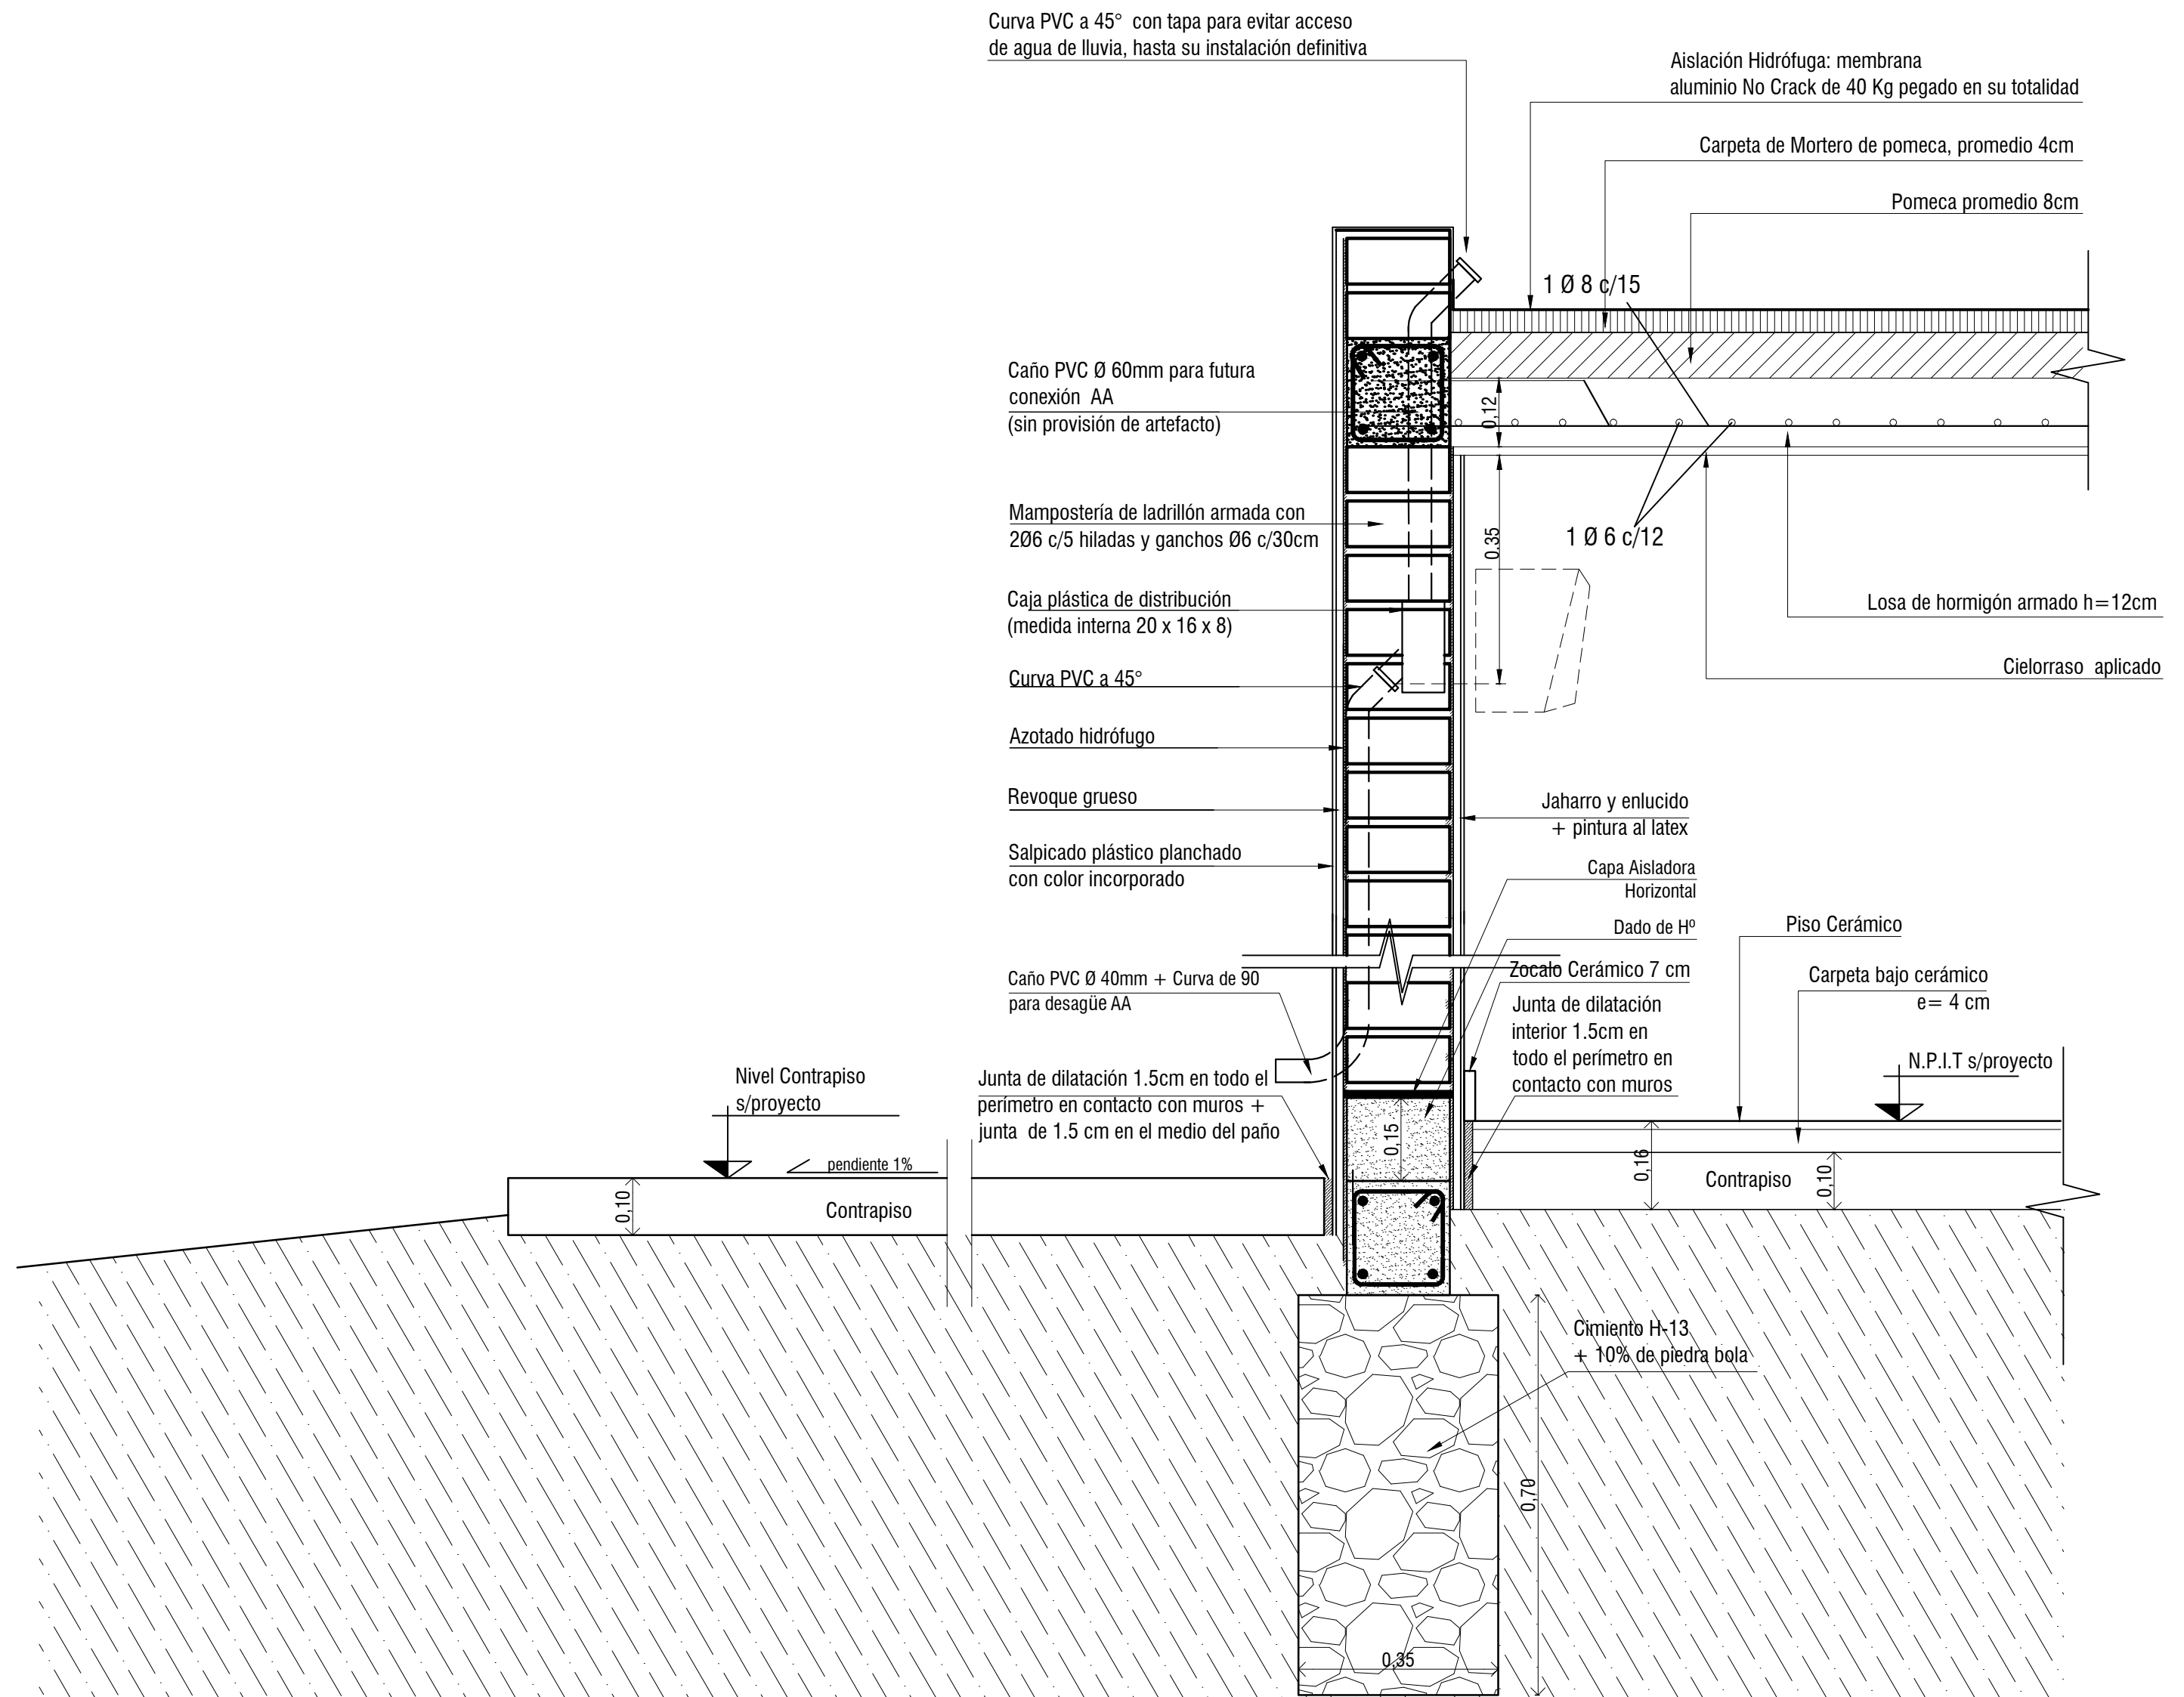 Curva PVC a 45° con tapa para evitar acceso
de agua de lluvia, hasta su instalación definitiva
Aislación Hidrófuga: membrana
aluminio No Crack de 40 Kg pegado en su totalidad
Carpeta de Mortero de pomeca, promedio 4cm
Pomeca promedio 8cm
1 Ø 8 c/15
Caño PVC Ø 60mm para futura
conexión AA
(sin provisión de artefacto)
0,12
Mampostería de ladrillón armada con
2Ø6 c/5 hiladas y ganchos Ø6 c/30cm
0.35
1 Ø 6 c/12
Caja plástica de distribución
(medida interna 20 x 16 x 8)
Losa de hormigón armado h=12cm
Cielorraso aplicado
Curva PVC a 45°
Azotado hidrófugo
Revoque grueso
Jaharro y enlucido
+ pintura al latex
Salpicado plástico planchado
con color incorporado
Capa Aisladora
Horizontal
Dado de Hº
Piso Cerámico
Zocalo Cerámico 7 cm
Carpeta bajo cerámico
e= 4 cm
Caño PVC Ø 40mm + Curva de 90
para desagüe AA
Junta de dilatación
interior 1.5cm en
todo el perímetro en
contacto con muros
N.P.I.T s/proyecto
Nivel Contrapiso
s/proyecto
Junta de dilatación 1.5cm en todo el
perímetro en contacto con muros +
junta de 1.5 cm en el medio del paño
0,15
pendiente 1%
0,16
Contrapiso
0,10
0,10
Contrapiso
Cimiento H-13
+ 10% de piedra bola
0,70
0,35